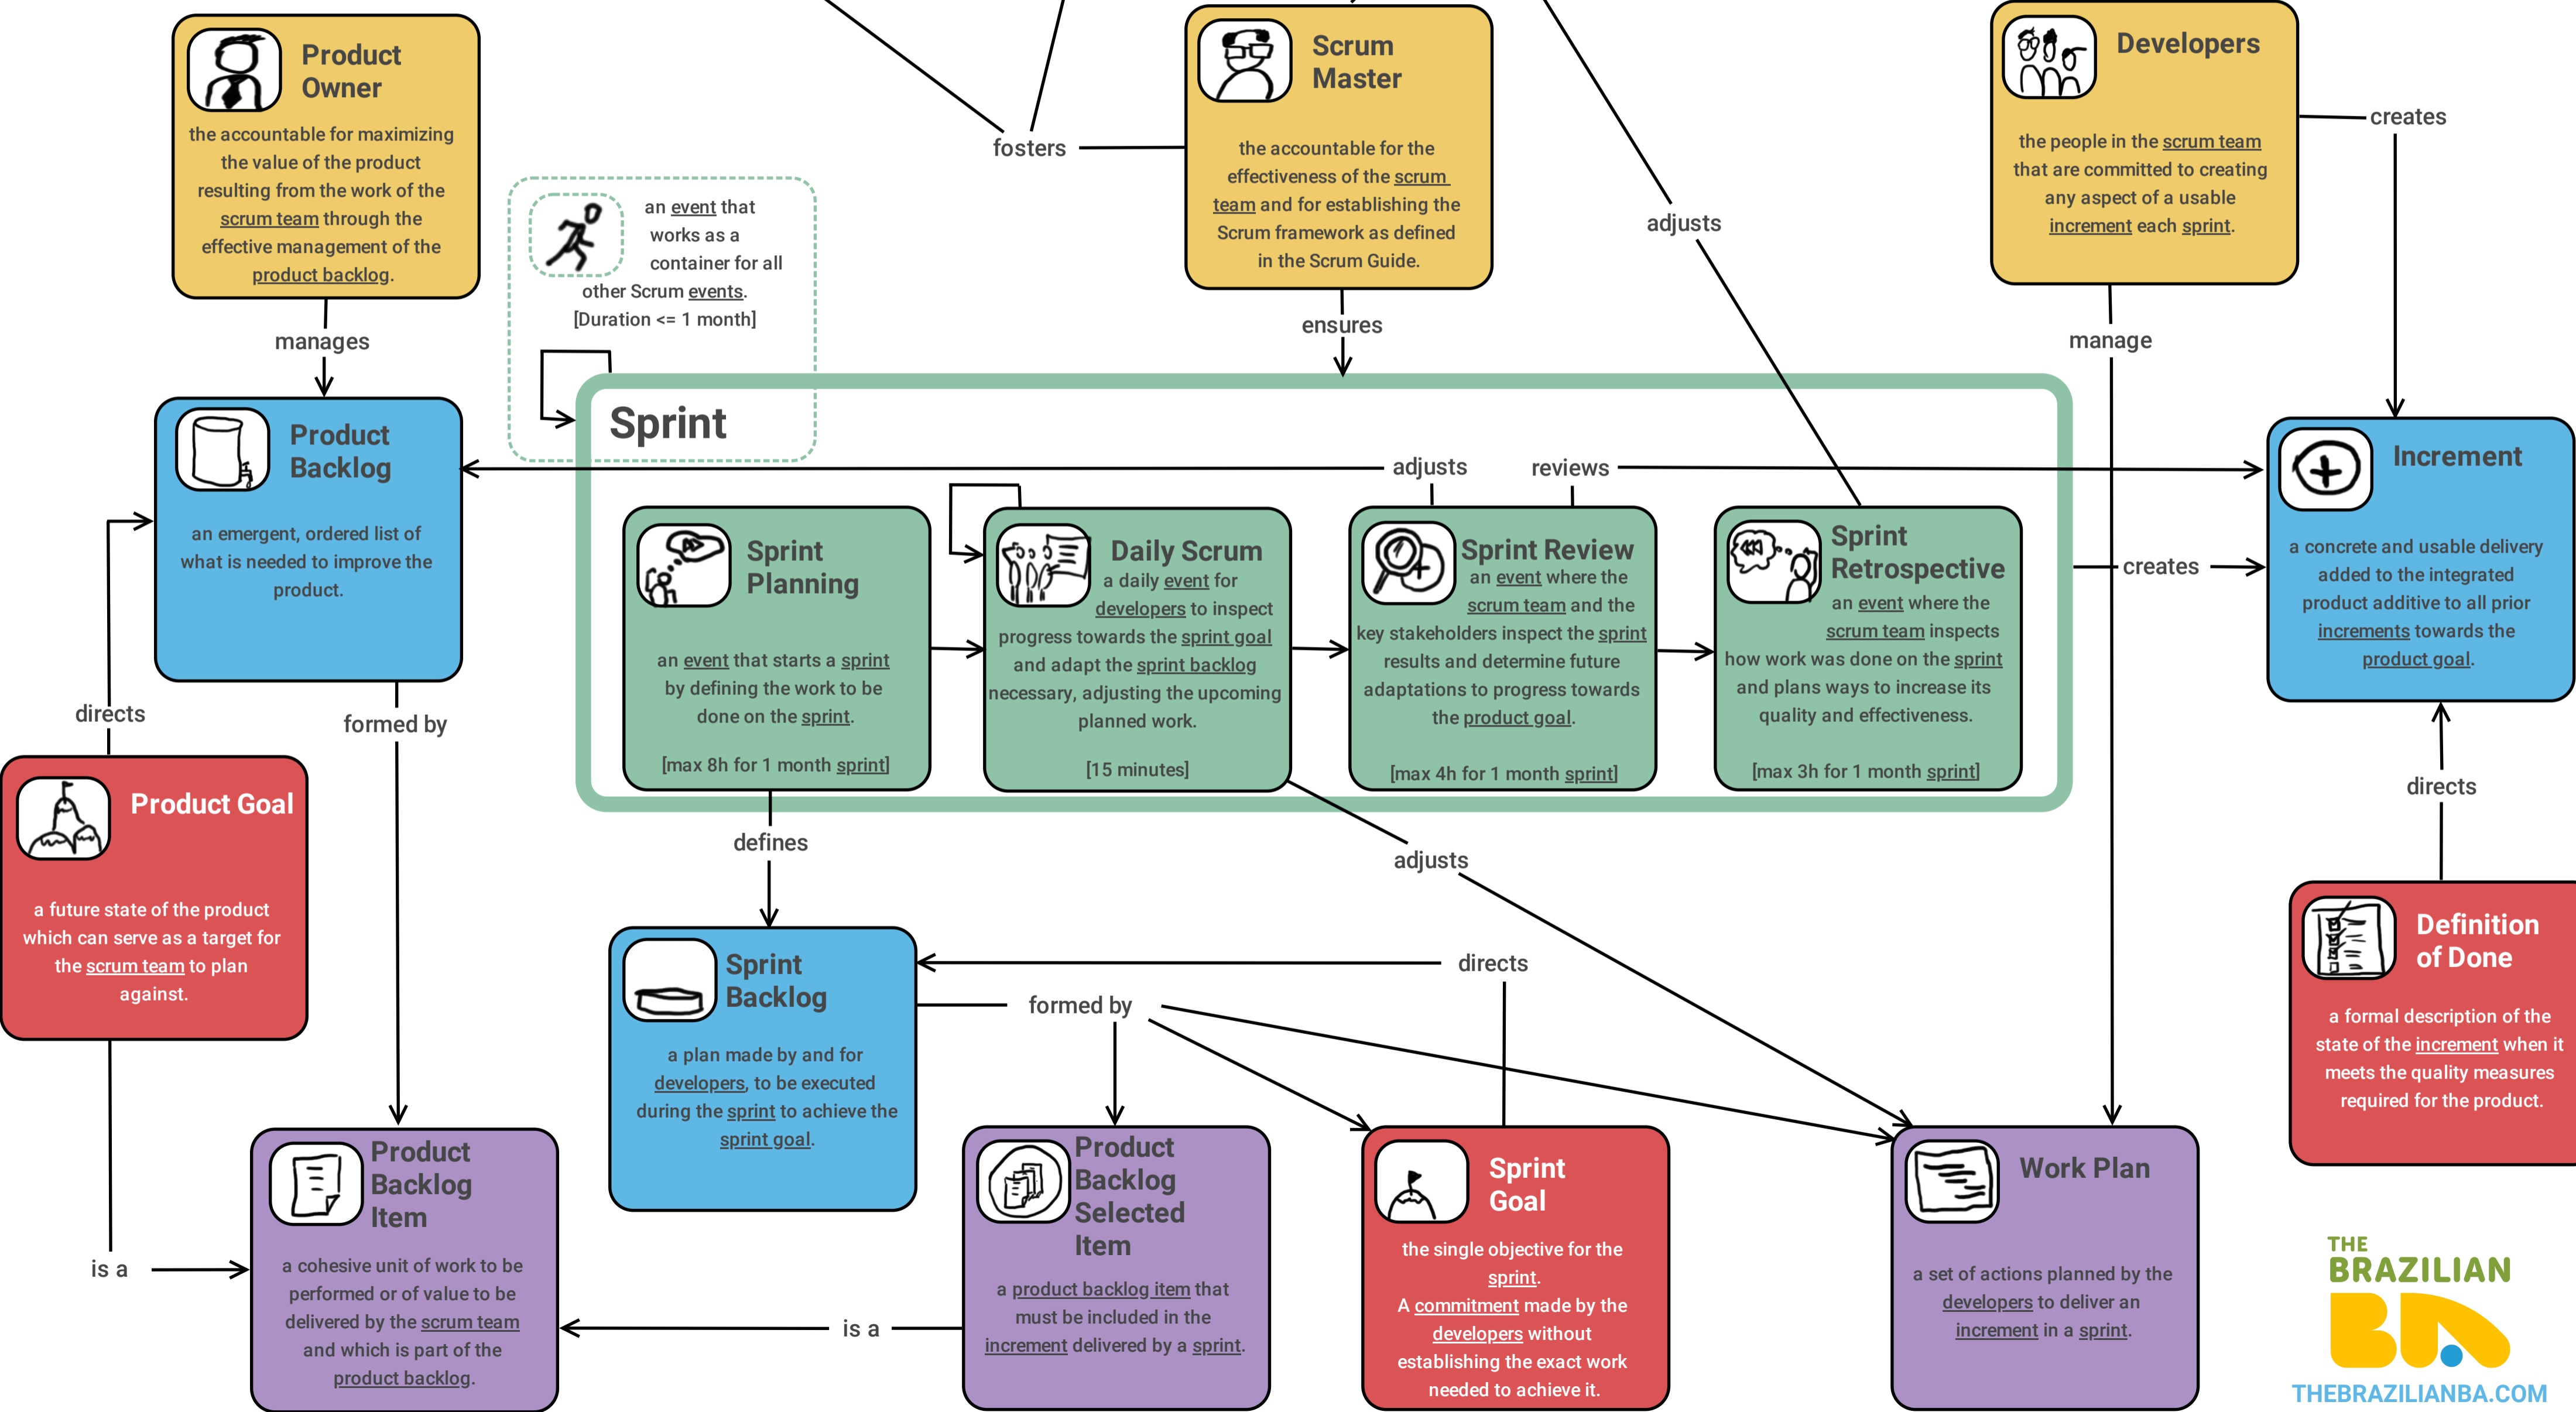 Product
Owner
the accountable for maximizing
the value of the product
resulting from the work of the
scrum team through the
effective management of the
product backlog.
manages
fosters
Scrum
Master
the accountable for the
effectiveness of the scrum
team and for establishing the
Scrum framework as defined
in the Scrum Guide.
ensures
adjusts
Developers
the people in the scrum team
that are committed to creating
any aspect of a usable
increment each sprint.
creates
manage
an event that
works as a
container for all
other Scrum events.
[Duration <= 1 month]
Sprint
adjusts
reviews
Product
Backlog
an emergent, ordered list of
what is needed to improve the
product.
directs
formed by
Sprint
Planning
an event that starts a sprint
by defining the work to be
done on the sprint.
[max 8h for 1 month sprint]
Daily Scrum
a daily event for
developers to inspect
progress towards the sprint goal
and adapt the sprint backlog
necessary, adjusting the upcoming
planned work.
[15 minutes]
Sprint Review
an event where the
scrum team and the
key stakeholders inspect the sprint
results and determine future
adaptations to progress towards
the product goal.
[max 4h for 1 month sprint]
Sprint
Retrospective
an event where the
scrum team inspects
how work was done on the sprint
and plans ways to increase its
quality and effectiveness.
[max 3h for 1 month sprint]
creates
Increment
a concrete and usable delivery
added to the integrated
product additive to all prior
increments towards the
product goal.
directs
Product Goal
a future state of the product
which can serve as a target for
the scrum team to plan
against.
is a
defines
adjusts
Sprint
Backlog
a plan made by and for
developers, to be executed
during the sprint to achieve the
sprint goal.
directs
formed by
Definition
of Done
a formal description of the
state of the increment when it
meets the quality measures
required for the product.
Product
Backlog
Item
a cohesive unit of work to be
performed or of value to be
delivered by the scrum team
and which is part of the
product backlog.
is a
Product
Backlog
Selected
Item
a product backlog item that
must be included in the
increment delivered by a sprint.
Sprint
Goal
the single objective for the
sprint.
A commitment made by the
developers without
establishing the exact work
needed to achieve it.
Work Plan
a set of actions planned by the
developers to deliver an
increment in a sprint.
THE
BRAZILIAN
BA
THEBRAZILIANBA.COM